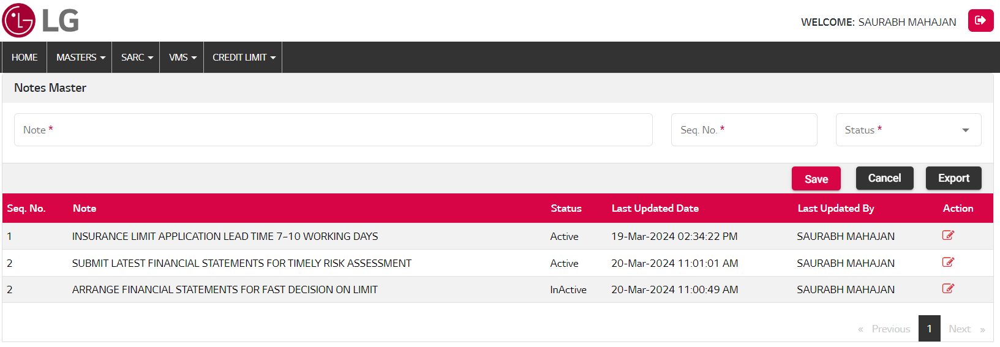 LG
WELCOME: SAURABH MAHAJAN
HOME MASTERS SARC VMS CREDIT LIMIT
Notes Master
Note * Seq. No. * Status *
Save Cancel Export
Seq. No. Note Status Last Updated Date Last Updated By Action
1 INSURANCE LIMIT APPLICATION LEAD TIME 7-10 WORKING DAYS Active 19-Mar-2024 02:34:22 PM SAURABH MAHAJAN
2 SUBMIT LATEST FINANCIAL STATEMENTS FOR TIMELY RISK ASSESSMENT Active 20-Mar-2024 11:01:01 AM SAURABH MAHAJAN
2 ARRANGE FINANCIAL STATEMENTS FOR FAST DECISION ON LIMIT InActive 20-Mar-2024 11:00:49 AM SAURABH MAHAJAN
« Previous 1 Next »